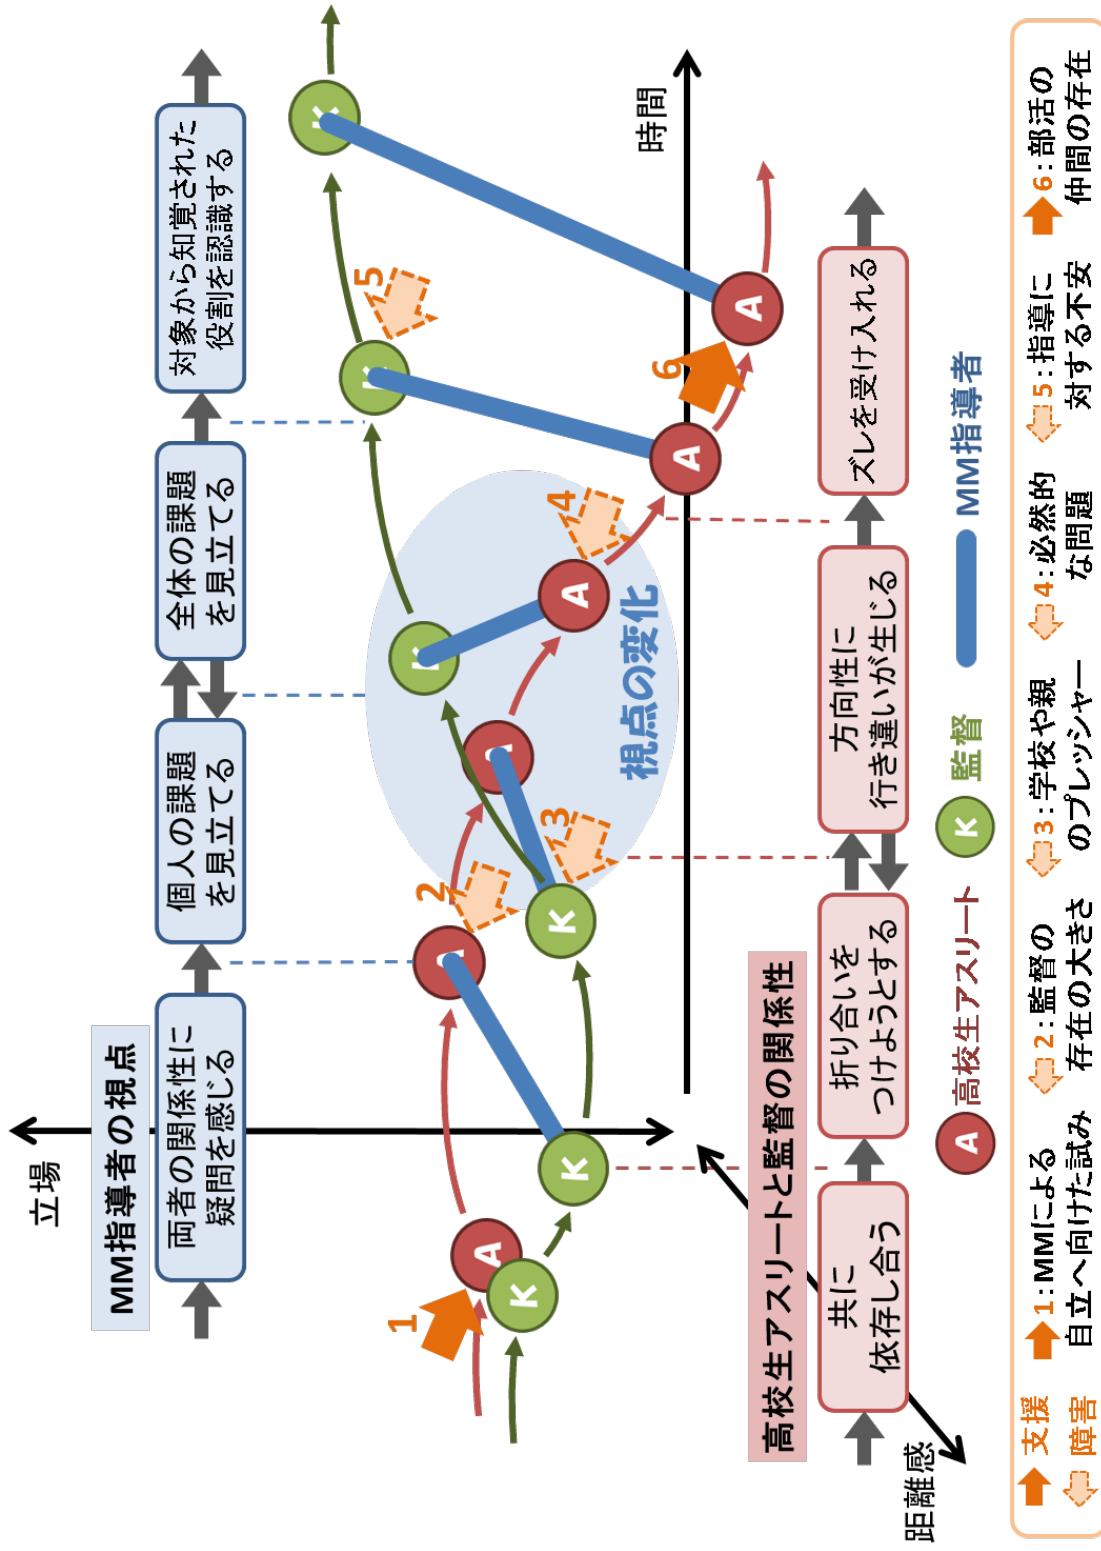 立場
MM指導者の視点
両者の関係性に
疑問を感じる
個人の課題
を見立てる
全体の課題
を見立てる
対象から知覚された
役割を認識する
1
A
K
K
A
2
K
3
A
視点の変化
K
A
4
K
5
A
6
K
A
時間
距離感
高校生アスリートと監督の関係性
共に
依存し合う
折り合いを
つけようとする
方向性に
行き違いが生じる
ズレを受け入れる
A 高校生アスリート
K 監督
MM指導者
支援
障害
1:MMによる
自立へ向けた試み
2:監督の
存在の大きさ
3:学校や親
のプレッシャー
4:必然的
な問題
5:指導に
対する不安
6:部活の
仲間の存在